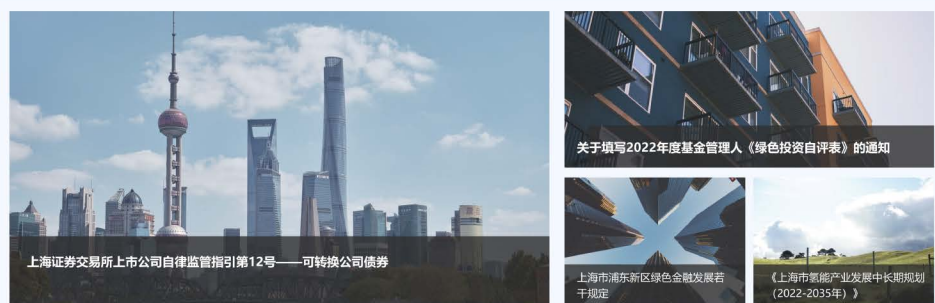 上海证券交易所上市公司自律监管指引第12号——可转换公司债券
关于填写2022年度基金管理人《绿色投资自评表》的通知
上海市浦东新区绿色金融发展若
干规定
《上海市氢能产业发展中长期规划
（2022-2035年）》